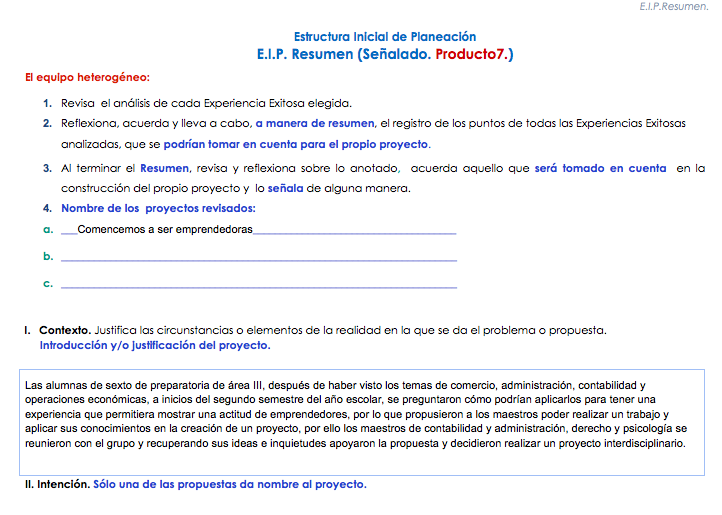 E.I.P.Resumen.
Estructura Inicial de Planeación
E.I.P. Resumen (Señalado. Producto7.)
El equipo heterogéneo:
1. Revisa el análisis de cada Experiencia Exitosa elegida.
2. Reflexiona, acuerda y lleva a cabo, a manera de resumen, el registro de los puntos de todas las Experiencias Exitosas
analizadas, que se podrían tomar en cuenta para el propio proyecto.
3. Al terminar el Resumen, revisa y reflexiona sobre lo anotado, acuerda aquello que será tomado en cuenta en la
construcción del propio proyecto y lo señala de alguna manera.
4. Nombre de los proyectos revisados:
a. ___Comencemos a ser emprendedoras___
b. ___
c. ___
I. Contexto. Justifica las circunstancias o elementos de la realidad en la que se da el problema o propuesta.
Introducción y/o justificación del proyecto.
Las alumnas de sexto de preparatoria de área III, después de haber visto los temas de comercio, administración, contabilidad y
operaciones económicas, a inicios del segundo semestre del año escolar, se preguntaron cómo podrían aplicarlos para tener una
experiencia que permitiera mostrar una actitud de emprendedores, por lo que propusieron a los maestros poder realizar un trabajo y
aplicar sus conocimientos en la creación de un proyecto, por ello los maestros de contabilidad y administración, derecho y psicología se
reunieron con el grupo y recuperando sus ideas e inquietudes apoyaron la propuesta y decidieron realizar un proyecto interdisciplinario.
II. Intención. Sólo una de las propuestas da nombre al proyecto.